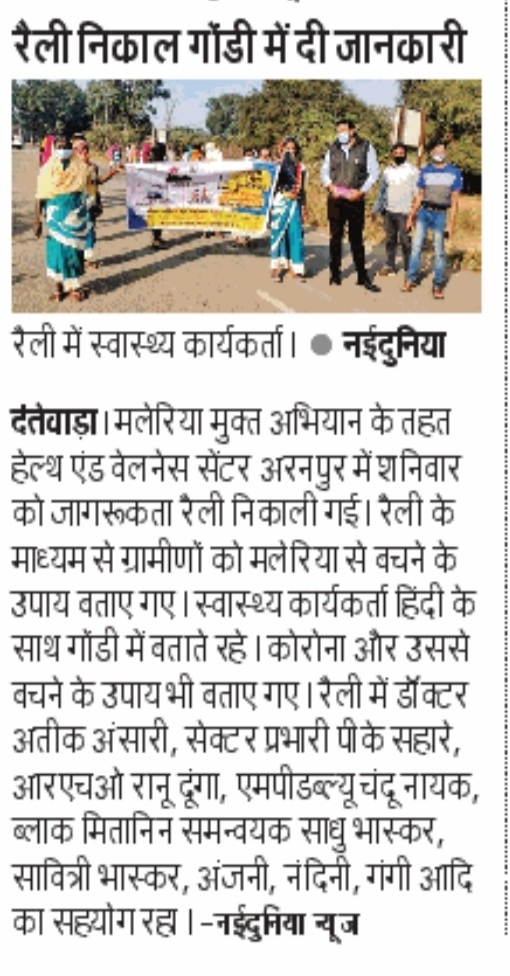 रैली निकाल गोंडी में दी जानकारी
रैली में स्वास्थ्य कार्यकर्ता। ● नईदुनिया
दंतेवाड़ा। मलेरिया मुक्त अभियान के तहत
हेल्थ एंड वेलनेस सेंटर अरनपुर में शनिवार
को जागरूकता रैली निकाली गई। रैली के
माध्यम से ग्रामीणों को मलेरिया से वचने के
उपाय वताए गए। स्वास्थ्य कार्यकर्ता हिंदी के
साथ गोंडी में वताते रहे। कोरोना और उससे
वचने के उपाय भी वताए गए। रैली में डॉक्टर
अतीक अंसारी, सेक्टर प्रभारी पीके सहारे,
आरएचओ रानू दूंगा, एमपीडब्ल्यू चंदू नायक,
ब्लाक मितानिन समन्वयक साधु भास्कर,
सावित्री भास्कर, अंजनी, नंदिनी, गंगी आदि
का सहयोग रहा। -नईदुनिया न्यूज